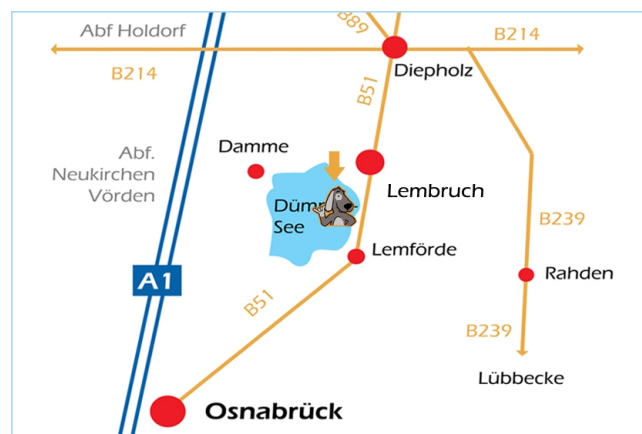 B89
Abf Holdorf
B214
B214
Diepholz
B51
Damme
Abf.
Neukirchen
Vörden
Lembruch
See
B239
Lemförde
A1
Rahden
B51
B239
Lübbecke
Osnabrück